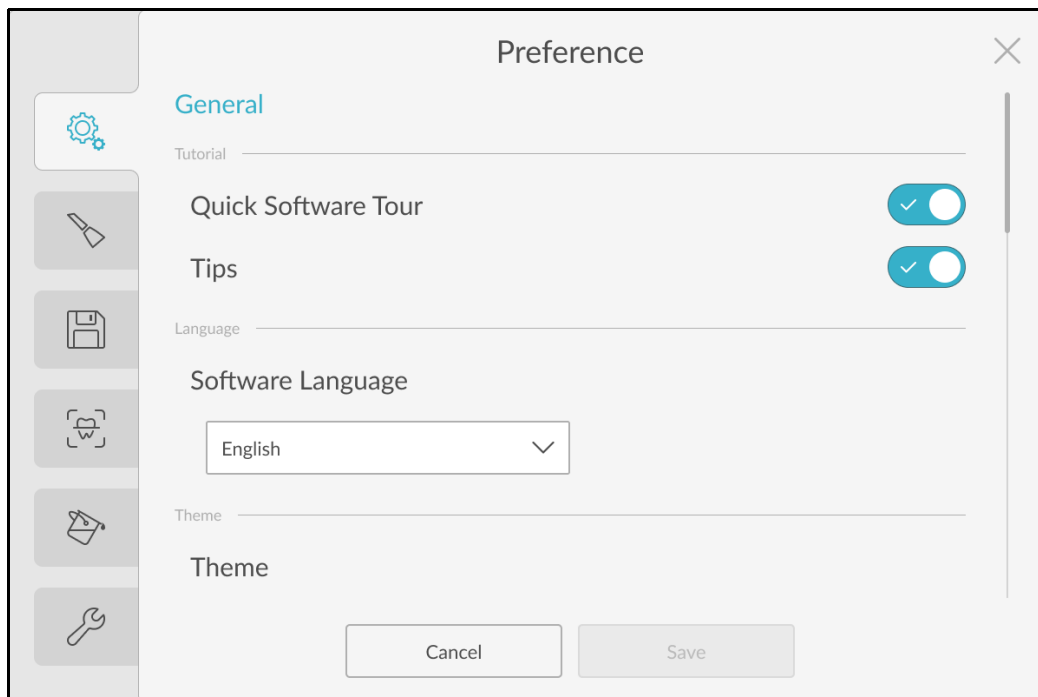 Preference
General
Tutorial
Quick Software Tour
Tips
Language
Software Language
English
Theme
Theme
Cancel
Save